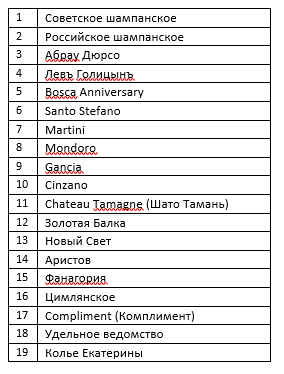 1 Советское шампанское
2 Российское шампанское
3 Абрау Дюрсо
4 Левъ Голицынъ
5 Bosca Anniversary
6 Santo Stefano
7 Martini
8 Mondoro
9 Gancia
10 Cinzano
11 Chateau Tamagne (Шато Тамань)
12 Золотая Балка
13 Новый Свет
14 Аристов
15 Фанагория
16 Цимлянское
17 Compliment (Комплимент)
18 Удельное ведомство
19 Колье Екатерины